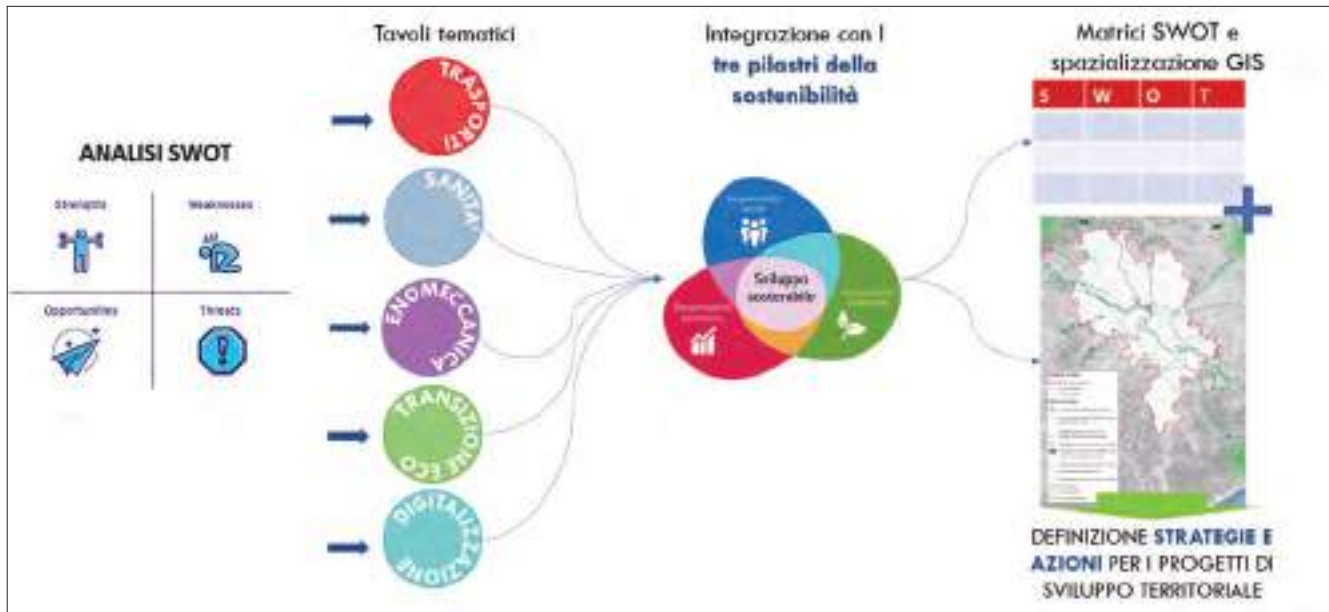 ANALISI SWOT
Strengths
Weaknesses
Opportunities
Threats
Tavoli tematici
TRASPORTI
SANITÀ
ENOMECCANICA
TRANSIZIONE ECO
DIGITALIZZAZIONE
Integrazione con I
tre pilastri della
sostenibilità
Sviluppo
sostenibile
Matrici SWOT e
spazializzazione GIS
S W O T
DEFINIZIONE STRATEGIE E
AZIONI PER I PROGETTI DI
SVILUPPO TERRITORIALE